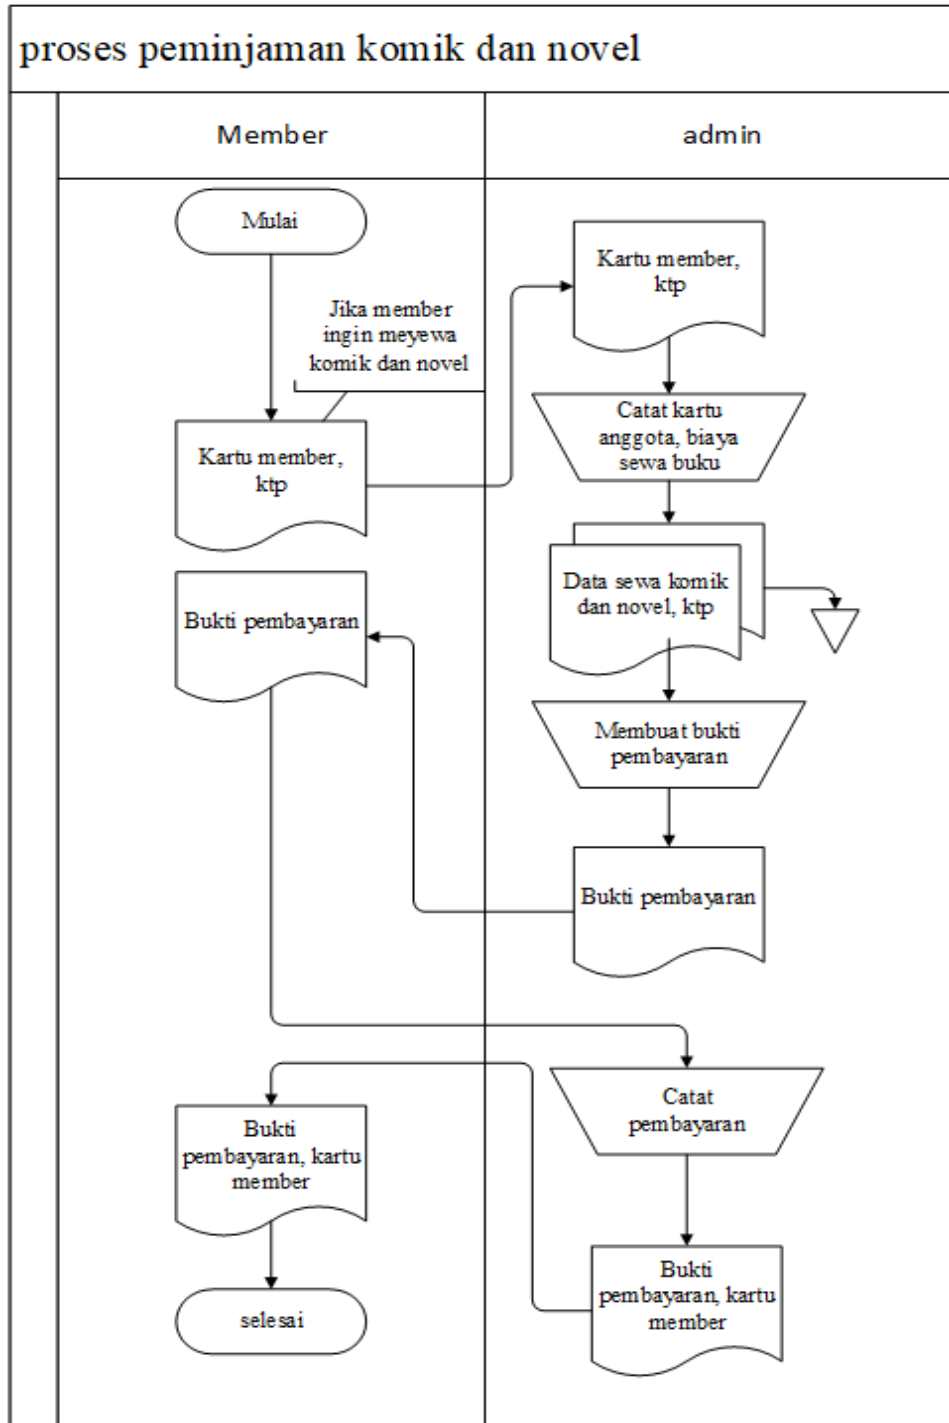 proses peminjaman komik dan novel
Member
admin
Mulai
Jika member
ingin meyewa
komik dan novel
Kartu member,
ktp
Kartu member,
ktp
Catat kartu
anggota, biaya
sewa buku
Data sewa komik
dan novel, ktp
Membuat bukti
pembayaran
Bukti pembayaran
Bukti pembayaran
Catat
pembayaran
Bukti
pembayaran, kartu
member
Bukti
pembayaran, kartu
member
selesai